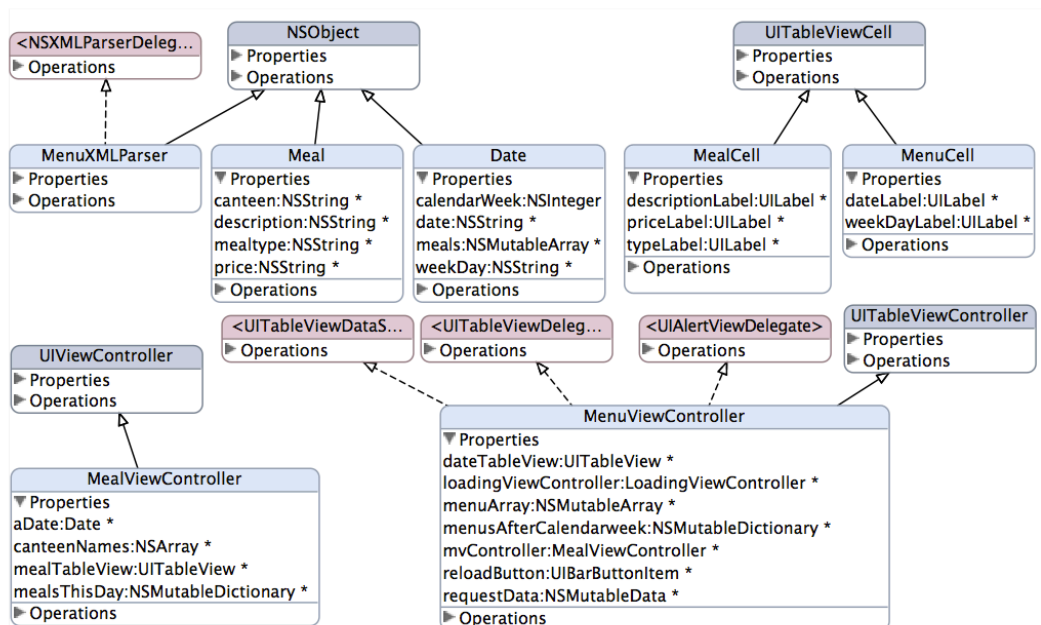 <NSXMLParserDeleg...
Operations
NSObject
Properties
Operations
UITableViewCell
Properties
Operations
MenuXMLParser
Properties
Operations
Meal
Properties
canteen:NSString *
description:NSString *
mealtype:NSString *
price:NSString *
Operations
Date
Properties
calendarWeek:NSInteger
date:NSString *
meals:NSMutableArray *
weekDay:NSString *
Operations
MealCell
Properties
descriptionLabel:UILabel *
priceLabel:UILabel *
typeLabel:UILabel *
Operations
MenuCell
Properties
dateLabel:UILabel *
weekDayLabel:UILabel *
Operations
<UITableViewDataS...
Operations
<UITableViewDeleg...
Operations
<UIAlertViewDelegate>
Operations
UITableViewController
Properties
Operations
UIViewController
Properties
Operations
MealViewController
Properties
aDate:Date *
canteenNames:NSArray *
mealTableView:UITableView *
mealsThisDay:NSMutableDictionary *
Operations
MenuViewController
Properties
dateTableView:UITableView *
loadingViewController:LoadingViewController *
menuArray:NSMutableArray *
menusAfterCalendarweek:NSMutableDictionary *
mvController:MealViewController *
reloadButton:UIBarButtonItem *
requestData:NSMutableData *
Operations